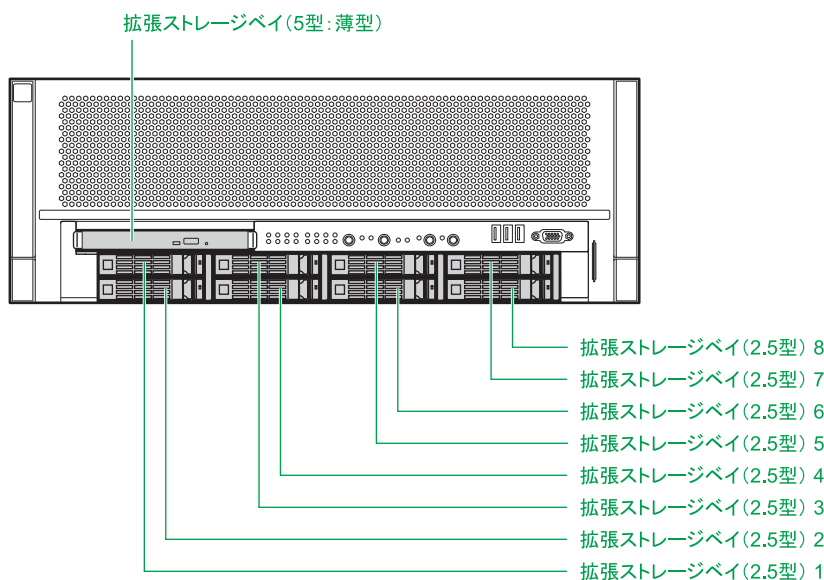 拡張ストレージベイ(5型:薄型)
拡張ストレージベイ(2.5型) 8
拡張ストレージベイ(2.5型) 7
拡張ストレージベイ(2.5型) 6
拡張ストレージベイ(2.5型) 5
拡張ストレージベイ(2.5型) 4
拡張ストレージベイ(2.5型) 3
拡張ストレージベイ(2.5型) 2
拡張ストレージベイ(2.5型) 1